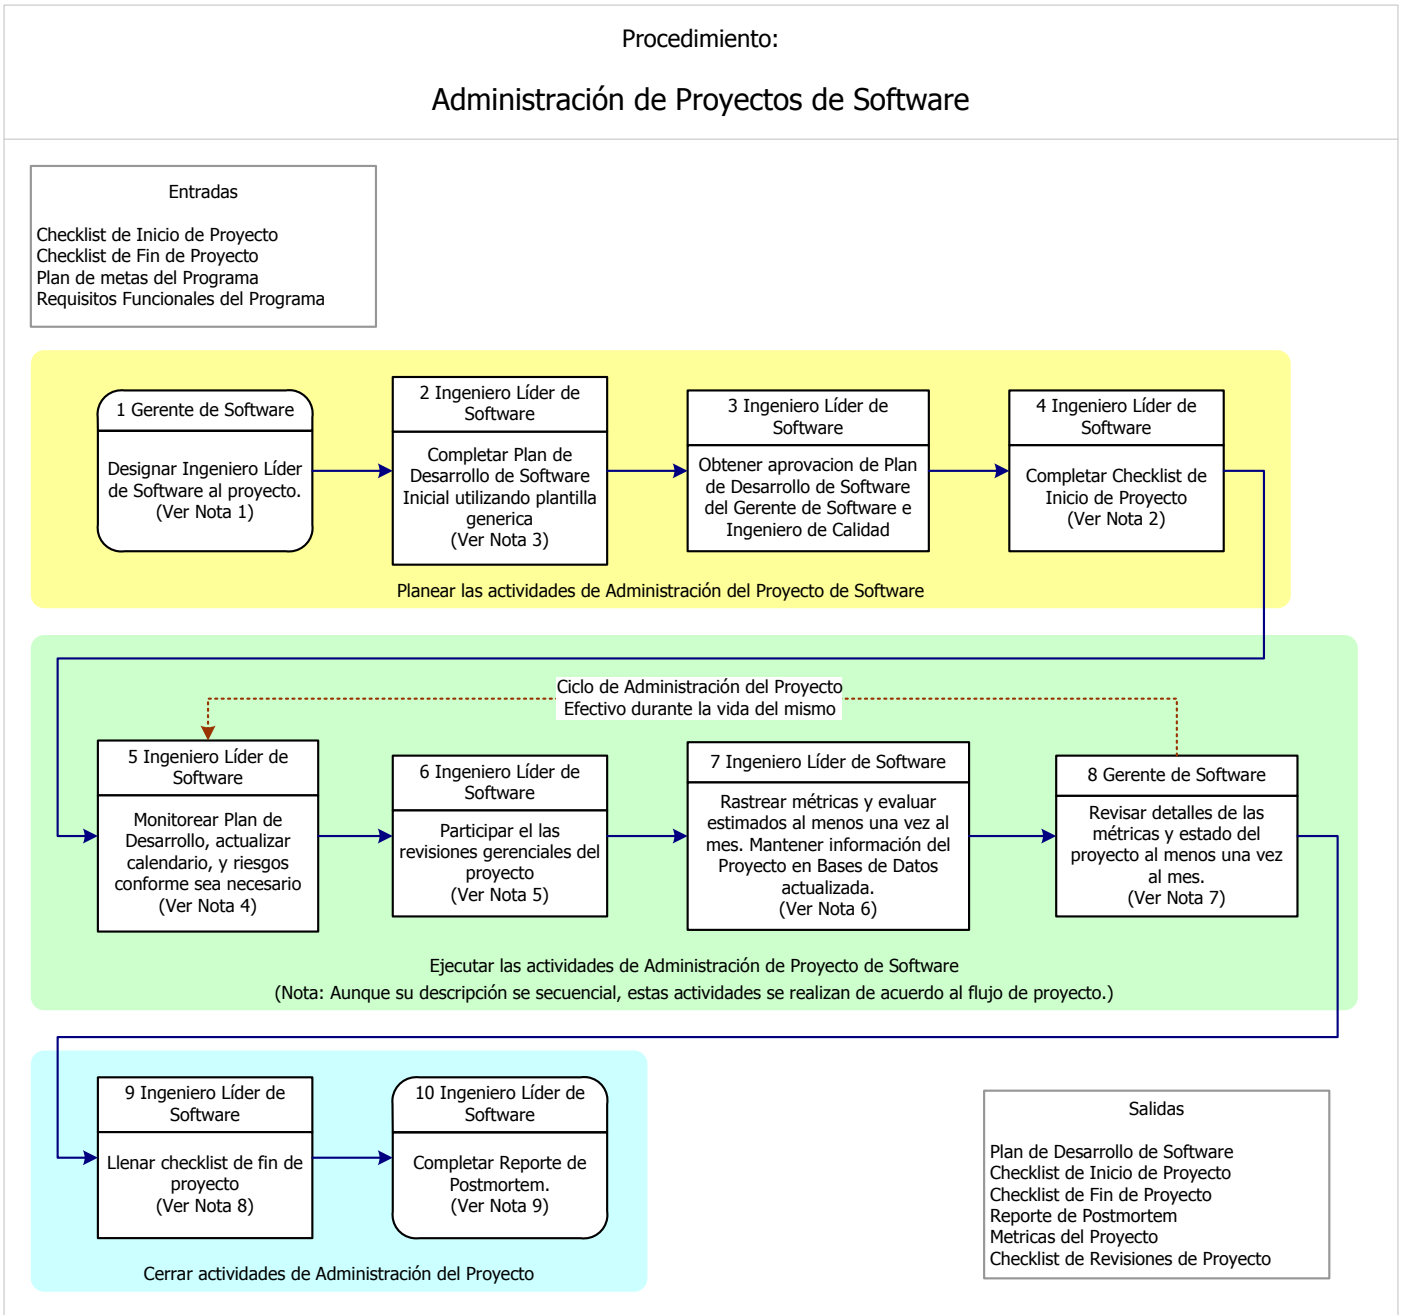 Procedimiento:
Administración de Proyectos de Software
Entradas
Checklist de Inicio de Proyecto
Checklist de Fin de Proyecto
Plan de metas del Programa
Requisitos Funcionales del Programa
1 Gerente de Software
Designar Ingeniero Líder
de Software al proyecto.
(Ver Nota 1)
2 Ingeniero Líder de
Software
Completar Plan de
Desarrollo de Software
Inicial utilizando plantilla
generica
(Ver Nota 3)
3 Ingeniero Líder de
Software
Obtener aprovacion de Plan
de Desarrollo de Software
del Gerente de Software e
Ingeniero de Calidad
4 Ingeniero Líder de
Software
Completar Checklist de
Inicio de Proyecto
(Ver Nota 2)
Planear las actividades de Administración del Proyecto de Software
Ciclo de Administración del Proyecto
Efectivo durante la vida del mismo
5 Ingeniero Líder de
Software
Monitorear Plan de
Desarrollo, actualizar
calendario, y riesgos
conforme sea necesario
(Ver Nota 4)
6 Ingeniero Líder de
Software
Participar el las
revisiones gerenciales del
proyecto
(Ver Nota 5)
7 Ingeniero Líder de Software
Rastrear métricas y evaluar
estimados al menos una vez al
mes. Mantener información del
Proyecto en Bases de Datos
actualizada.
(Ver Nota 6)
8 Gerente de Software
Revisar detalles de las
métricas y estado del
proyecto al menos una vez
al mes.
(Ver Nota 7)
Ejecutar las actividades de Administración de Proyecto de Software
(Nota: Aunque su descripción se secuencial, estas actividades se realizan de acuerdo al flujo de proyecto.)
9 Ingeniero Líder de
Software
Llenar checklist de fin de
proyecto
(Ver Nota 8)
10 Ingeniero Líder de
Software
Completar Reporte de
Postmortem.
(Ver Nota 9)
Cerrar actividades de Administración del Proyecto
Salidas
Plan de Desarrollo de Software
Checklist de Inicio de Proyecto
Checklist de Fin de Proyecto
Reporte de Postmortem
Metricas del Proyecto
Checklist de Revisiones de Proyecto